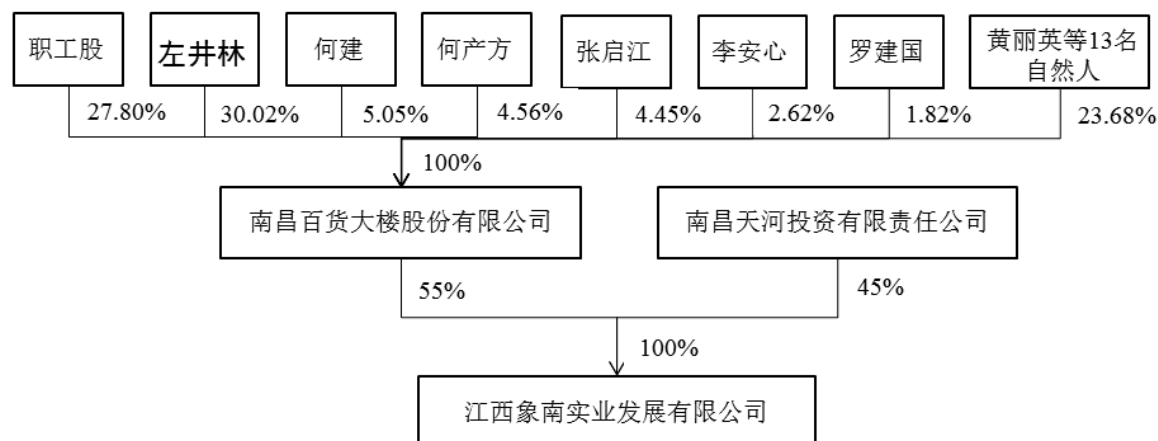 职工股
左井林
何建
何产方
张启江
李安心
罗建国
黄丽英等13名
自然人
27.80%
30.02%
5.05%
4.56%
4.45%
2.62%
1.82%
23.68%
100%
南昌百货大楼股份有限公司
南昌天河投资有限责任公司
55%
45%
100%
江西象南实业发展有限公司